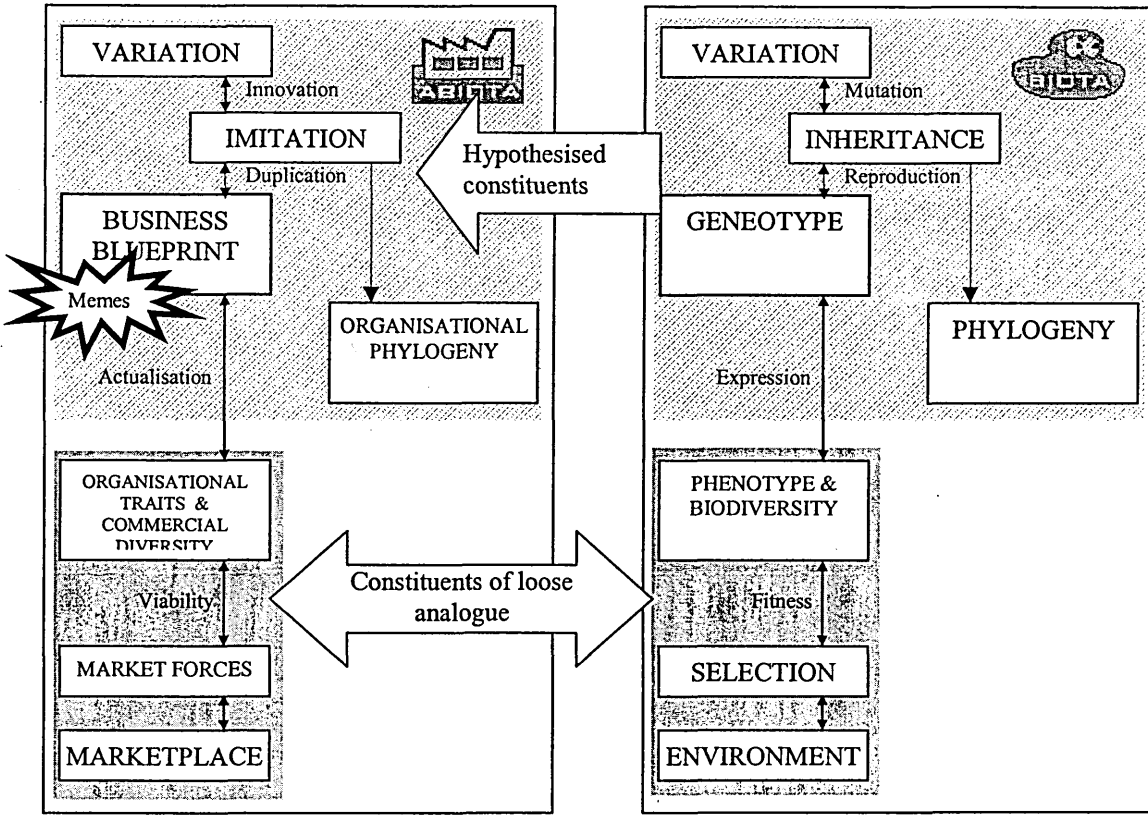 VARIATION
ABIOTA
Innovation
IMITATION
Duplication
BUSINESS
BLUEPRINT
Memes
ORGANISATIONAL
PHYLOGENY
Actualisation
ORGANISATIONAL
TRAITS &
COMMERCIAL
DIVERSITY
Viability
MARKET FORCES
MARKETPLACE
Hypothesised
constituents
Constituents of loose
analogue
VARIATION
BIOTA
Mutation
INHERITANCE
Reproduction
GENEOTYPE
PHYLOGENY
Expression
PHENOTYPE &
BIODIVERSITY
Fitness
SELECTION
ENVIRONMENT